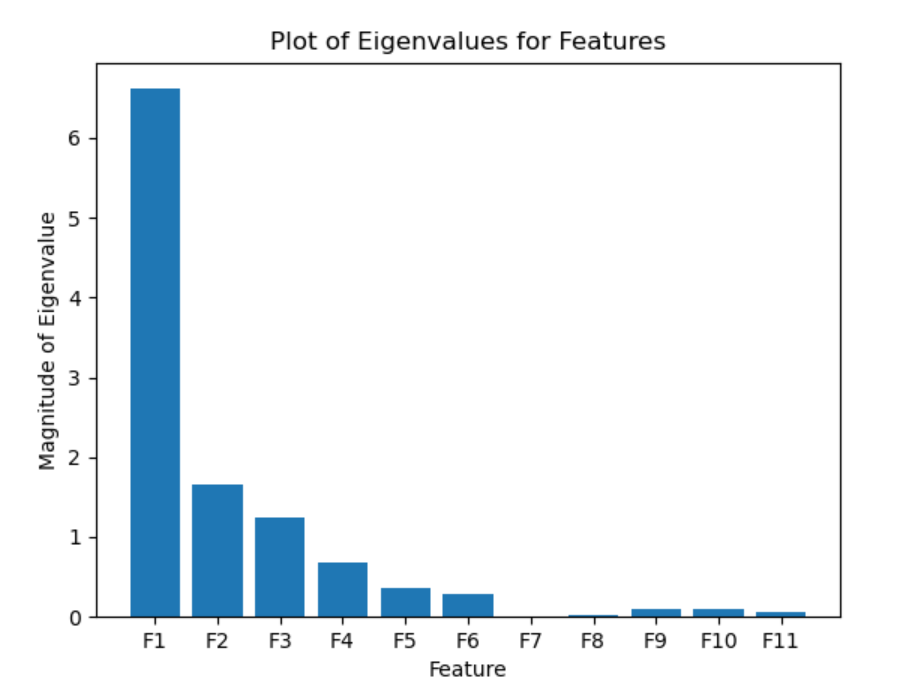 Plot of Eigenvalues for Features
Magnitude of Eigenvalue
6
5
4
3
2
1
0
F1 F2 F3 F4 F5 F6 F7 F8 F9 F10 F11
Feature